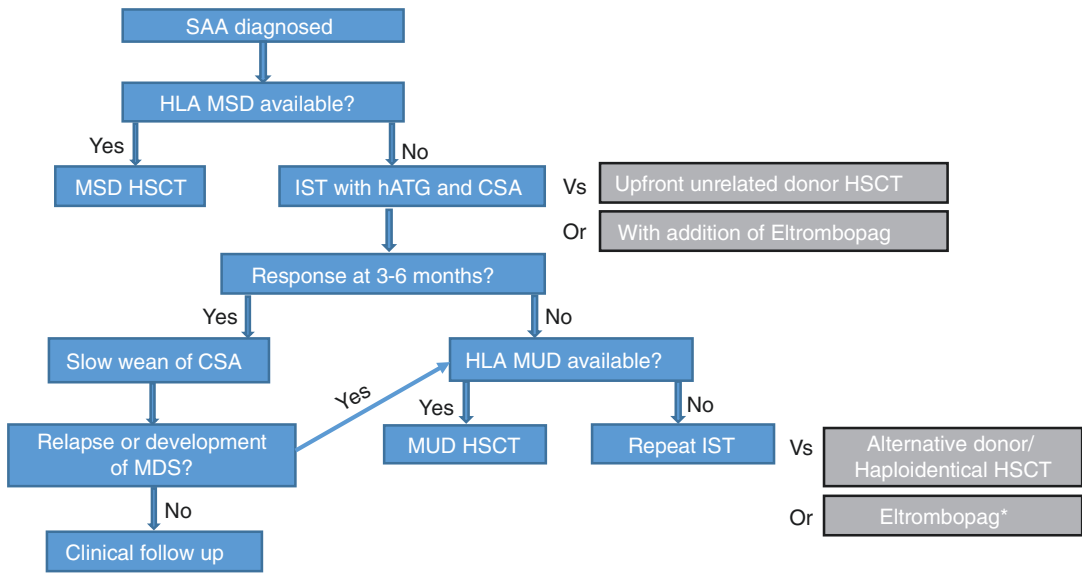 SAA diagnosed
HLA MSD available?
Yes
No
MSD HSCT
IST with hATG and CSA
Vs
Upfront unrelated donor HSCT
Or
With addition of Eltrombopag
Response at 3-6 months?
Yes
No
Slow wean of CSA
HLA MUD available?
Yes
Yes
No
Relapse or development
of MDS?
MUD HSCT
Repeat IST
Vs
Alternative donor/
Haploidentical HSCT
No
Or
Eltrombopag*
Clinical follow up